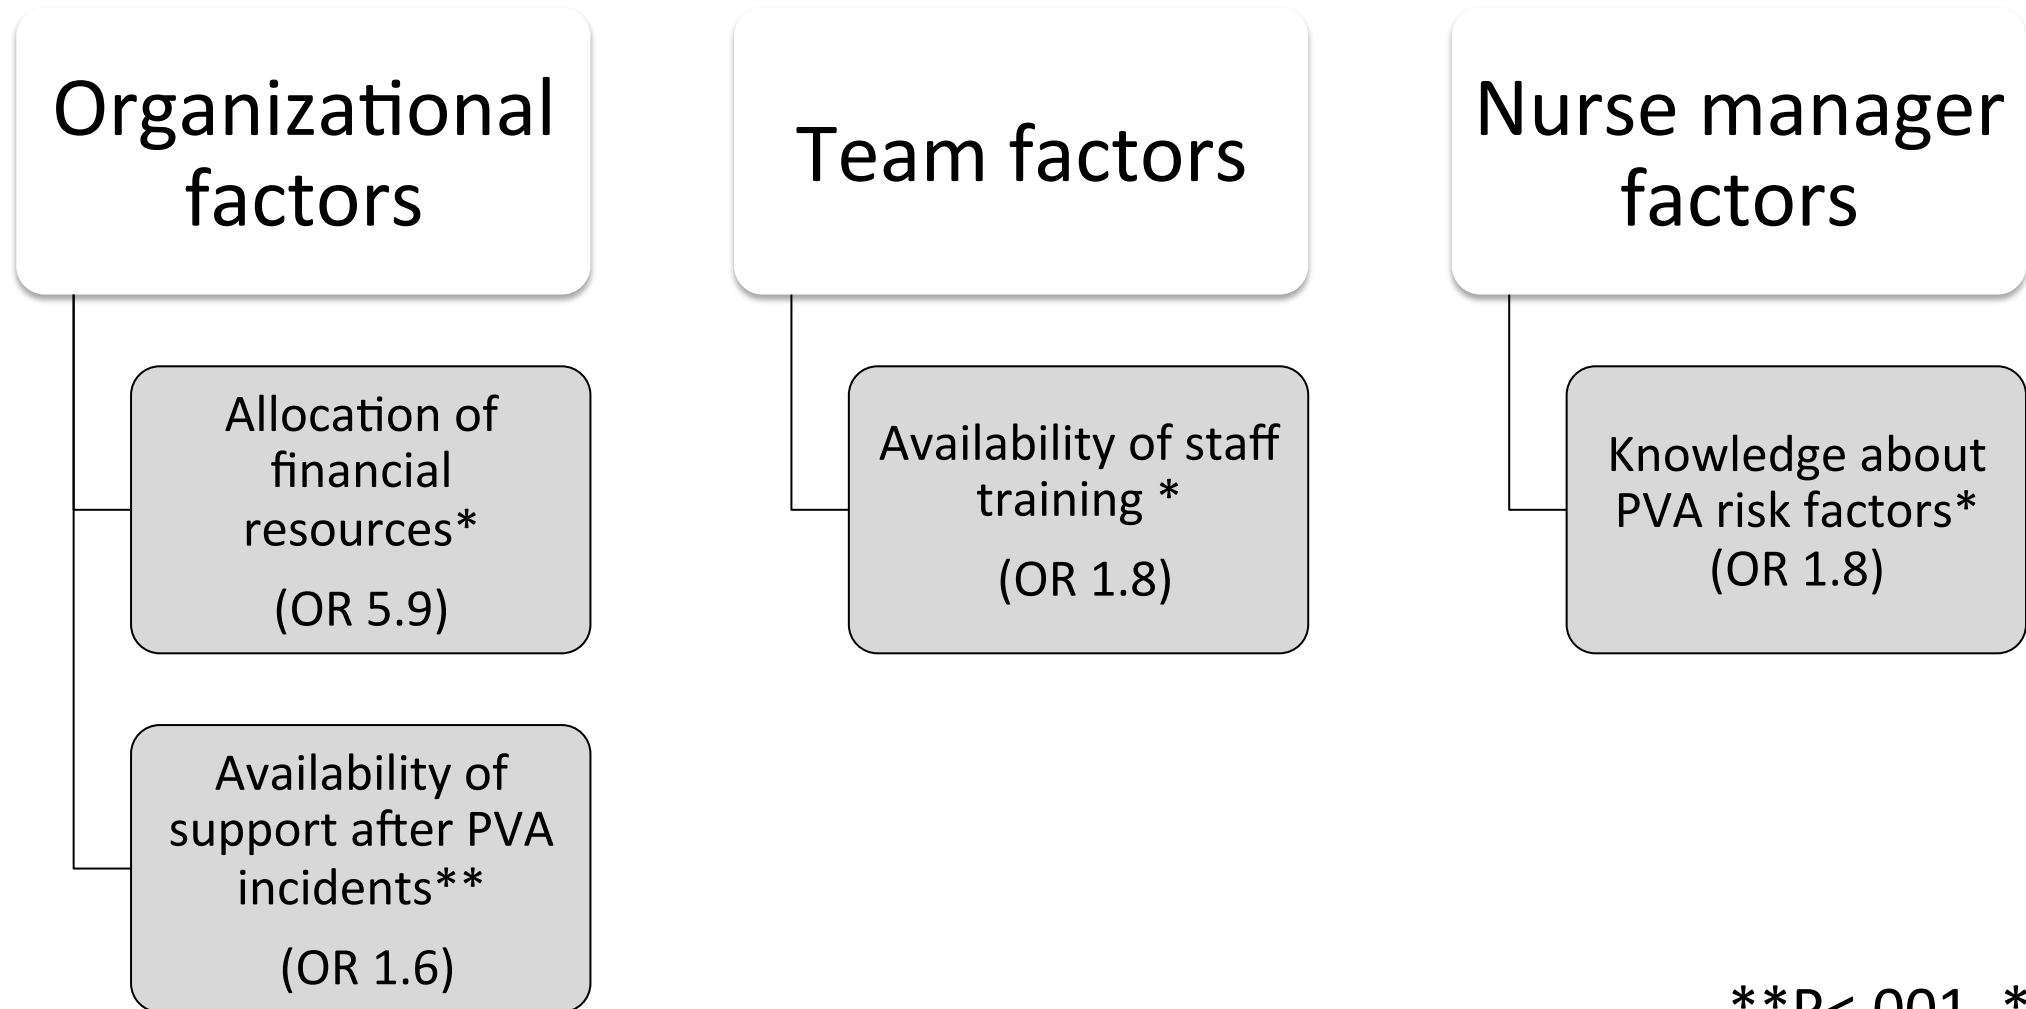 Organizational
factors
Allocation of
financial
resources*
(OR 5.9)
Availability of
support after PVA
incidents**
(OR 1.6)
Team factors
Availability of staff
training *
(OR 1.8)
Nurse manager
factors
Knowledge about
PVA risk factors*
(OR 1.8)
**P<.001, *